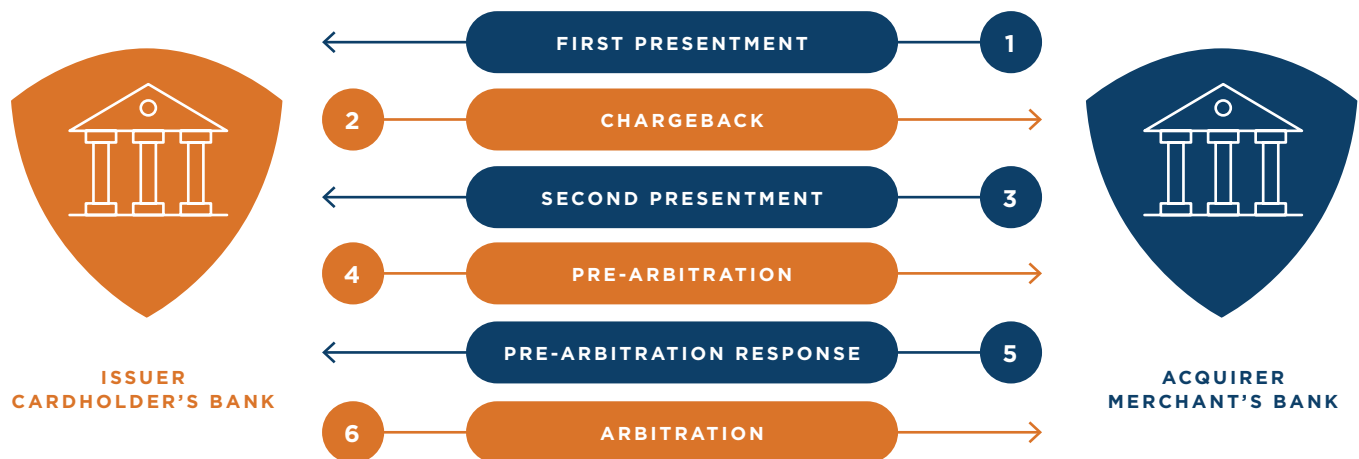 FIRST PRESENTMENT
1
2
CHARGEBACK
SECOND PRESENTMENT
3
4
PRE-ARBITRATION
PRE-ARBITRATION RESPONSE
5
6
ARBITRATION
ISSUER
CARDHOLDER'S BANK
ACQUIRER
MERCHANT'S BANK